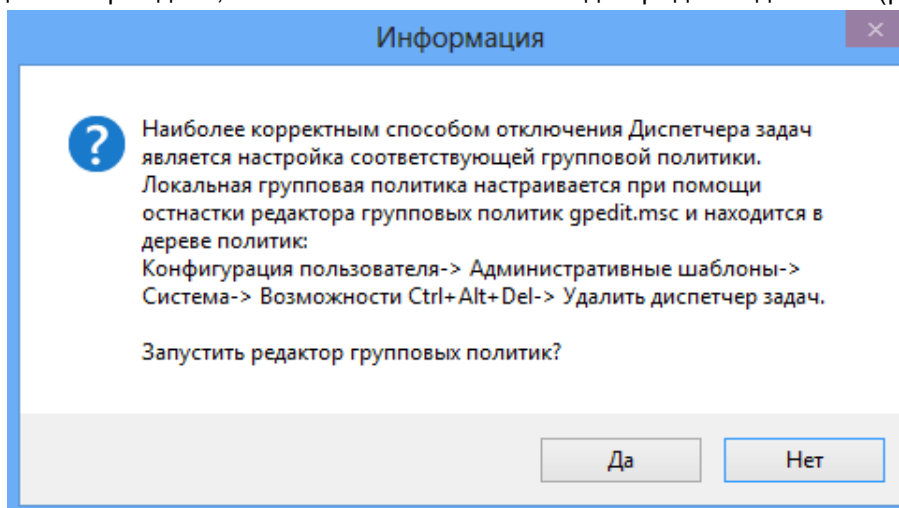 Информация
Наиболее корректным способом отключения Диспетчера задач
является настройка соответствующей групповой политики.
Локальная групповая политика настраивается при помощи
остнастки редактора групповых политик gpedit.msc и находится в
дереве политик:
Конфигурация пользователя-> Административные шаблоны->
Система-> Возможности Ctrl+Alt+Del-> Удалить диспетчер задач.
Запустить редактор групповых политик?
Да
Нет